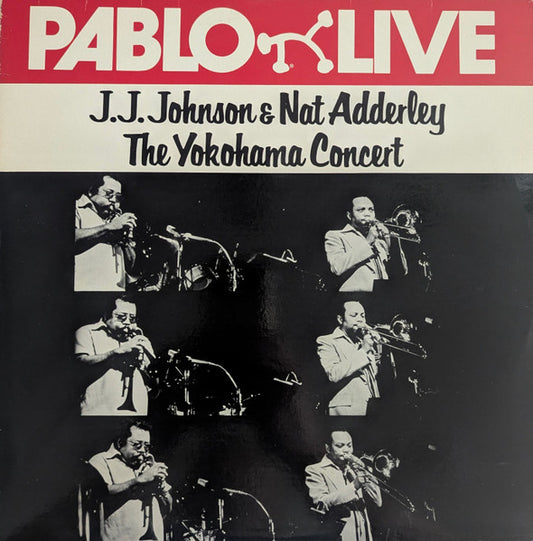 PABLO LIVE
J.J. Johnson & Nat Adderley
The Yokohama Concert